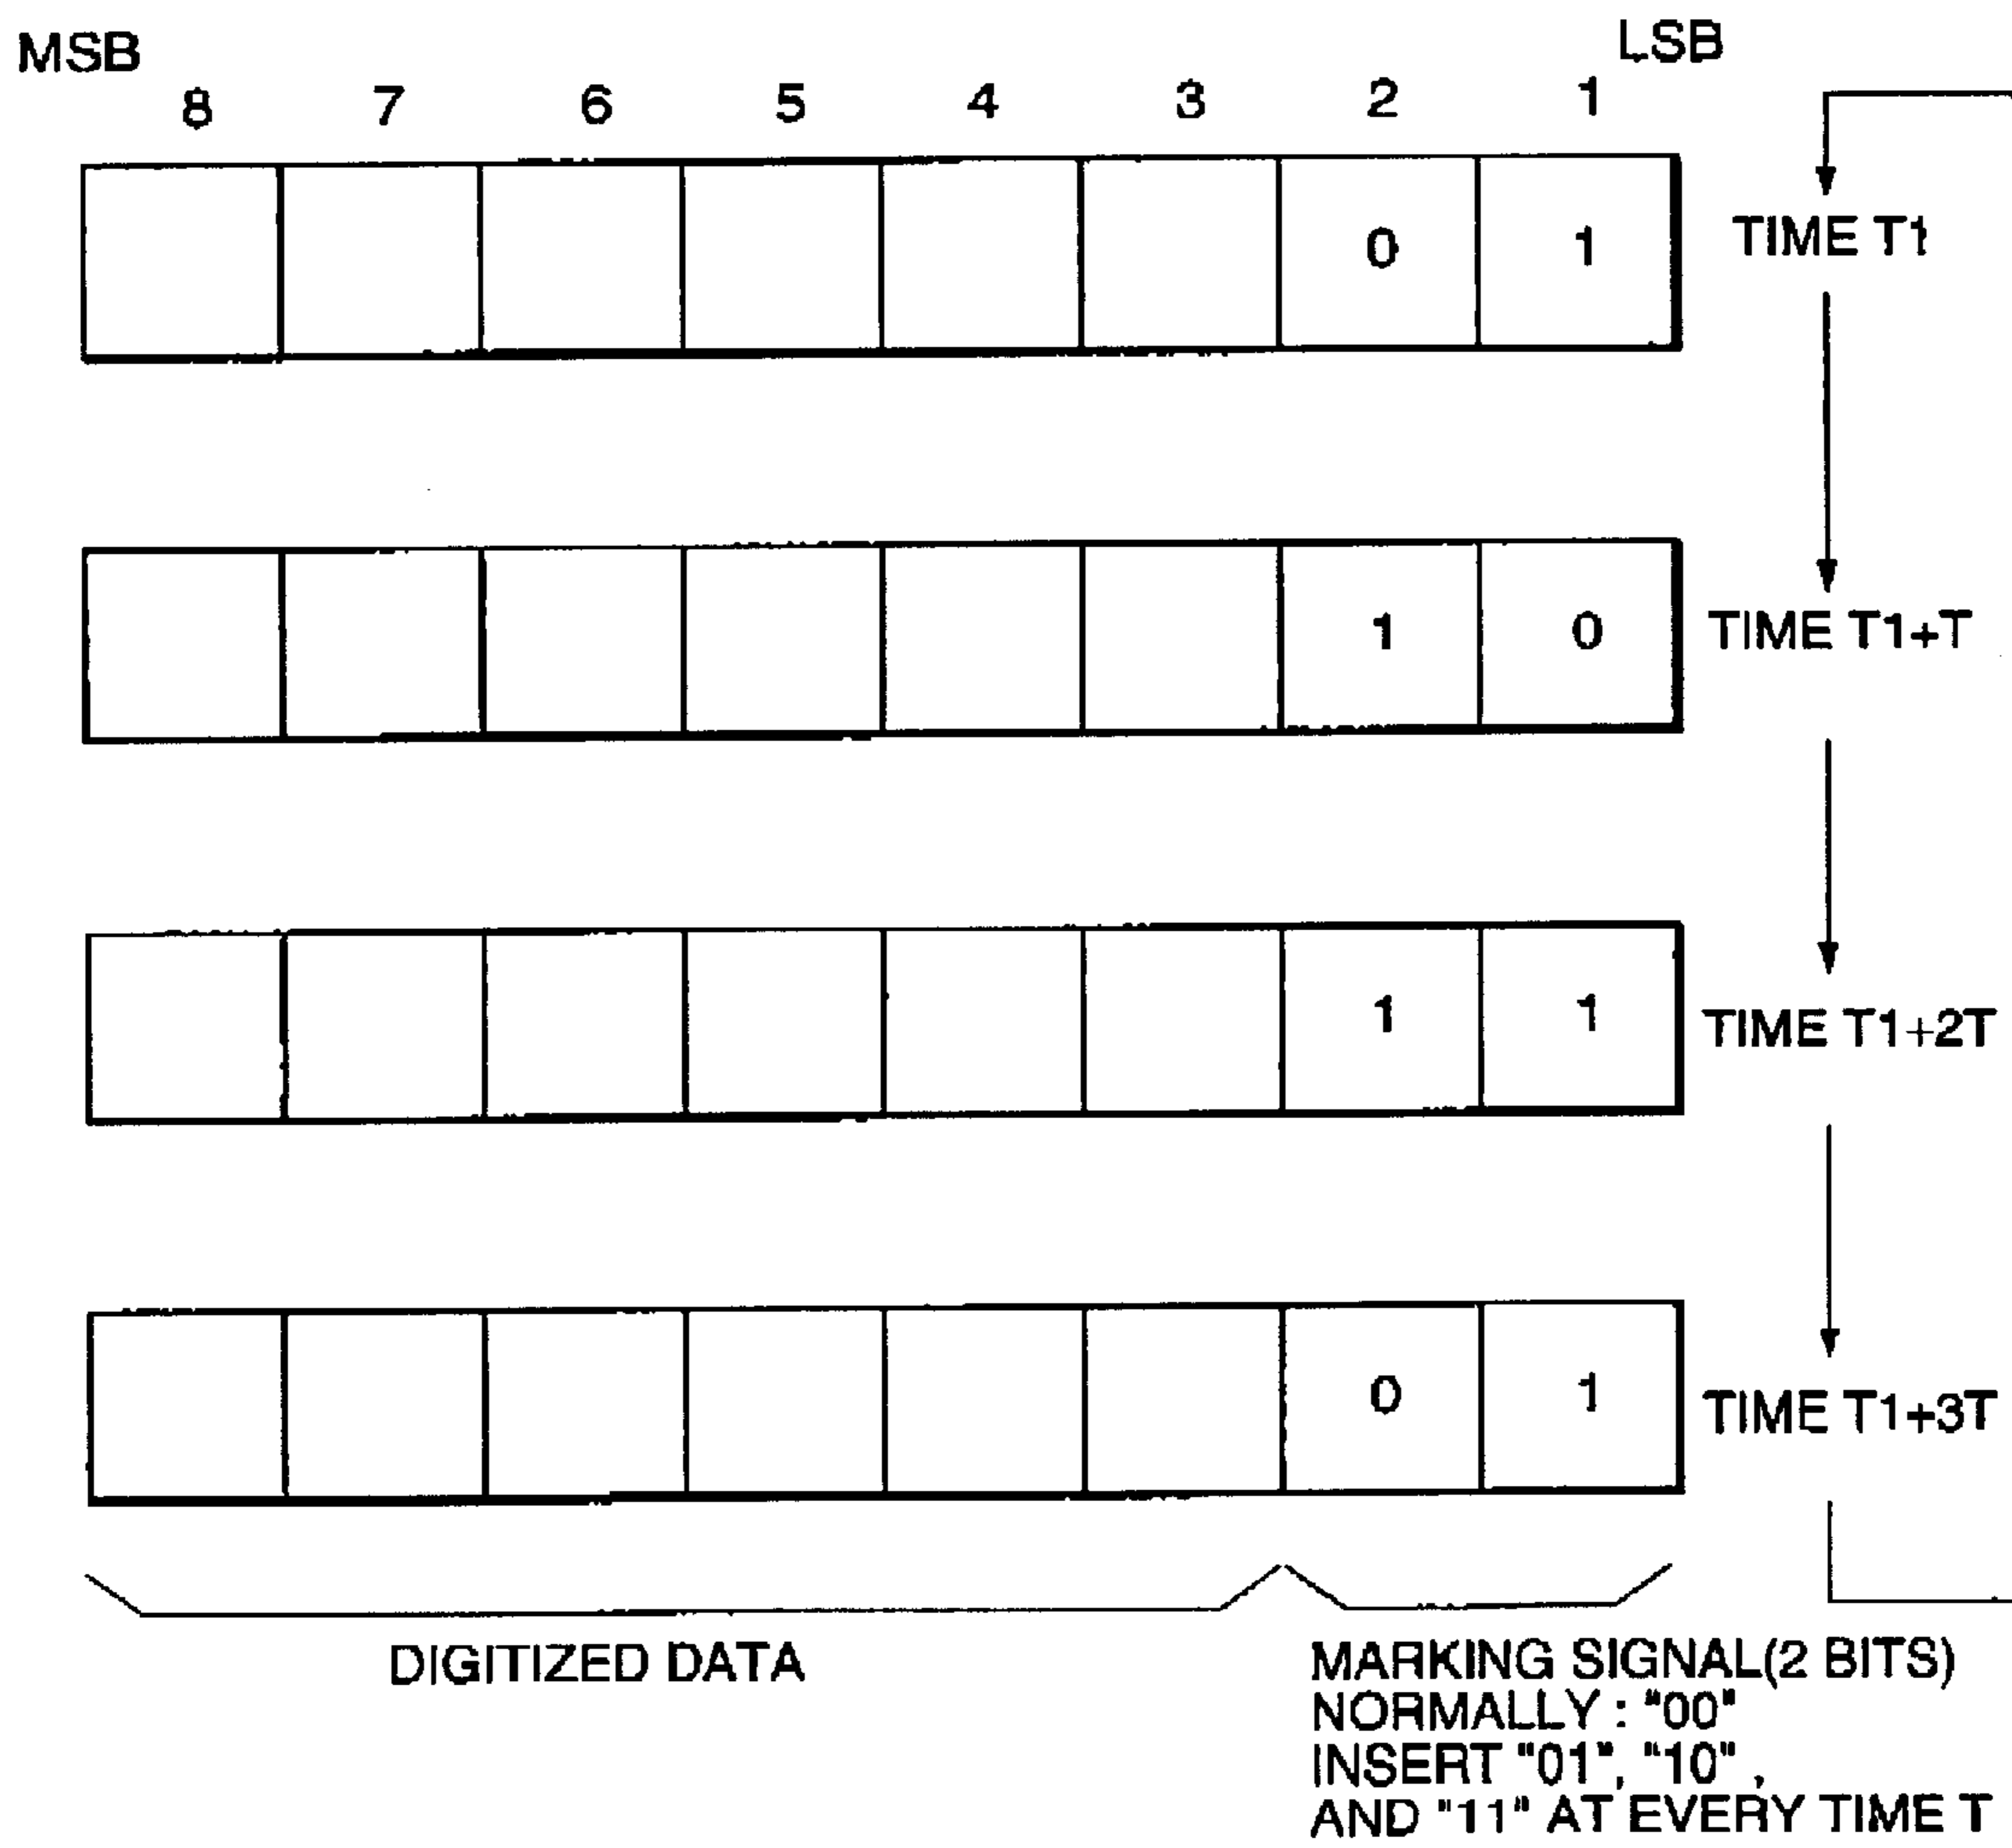 MSB LSB
8 7 6 5 4 3 2 1
0 1 TIME T1
1 0 TIME T1+T
1 1 TIME T1+2T
0 1 TIME T1+3T
DIGITIZED DATA
MARKING SIGNAL(2 BITS)
NORMALLY : "00"
INSERT "01", "10" ,
AND "11" AT EVERY TIME T